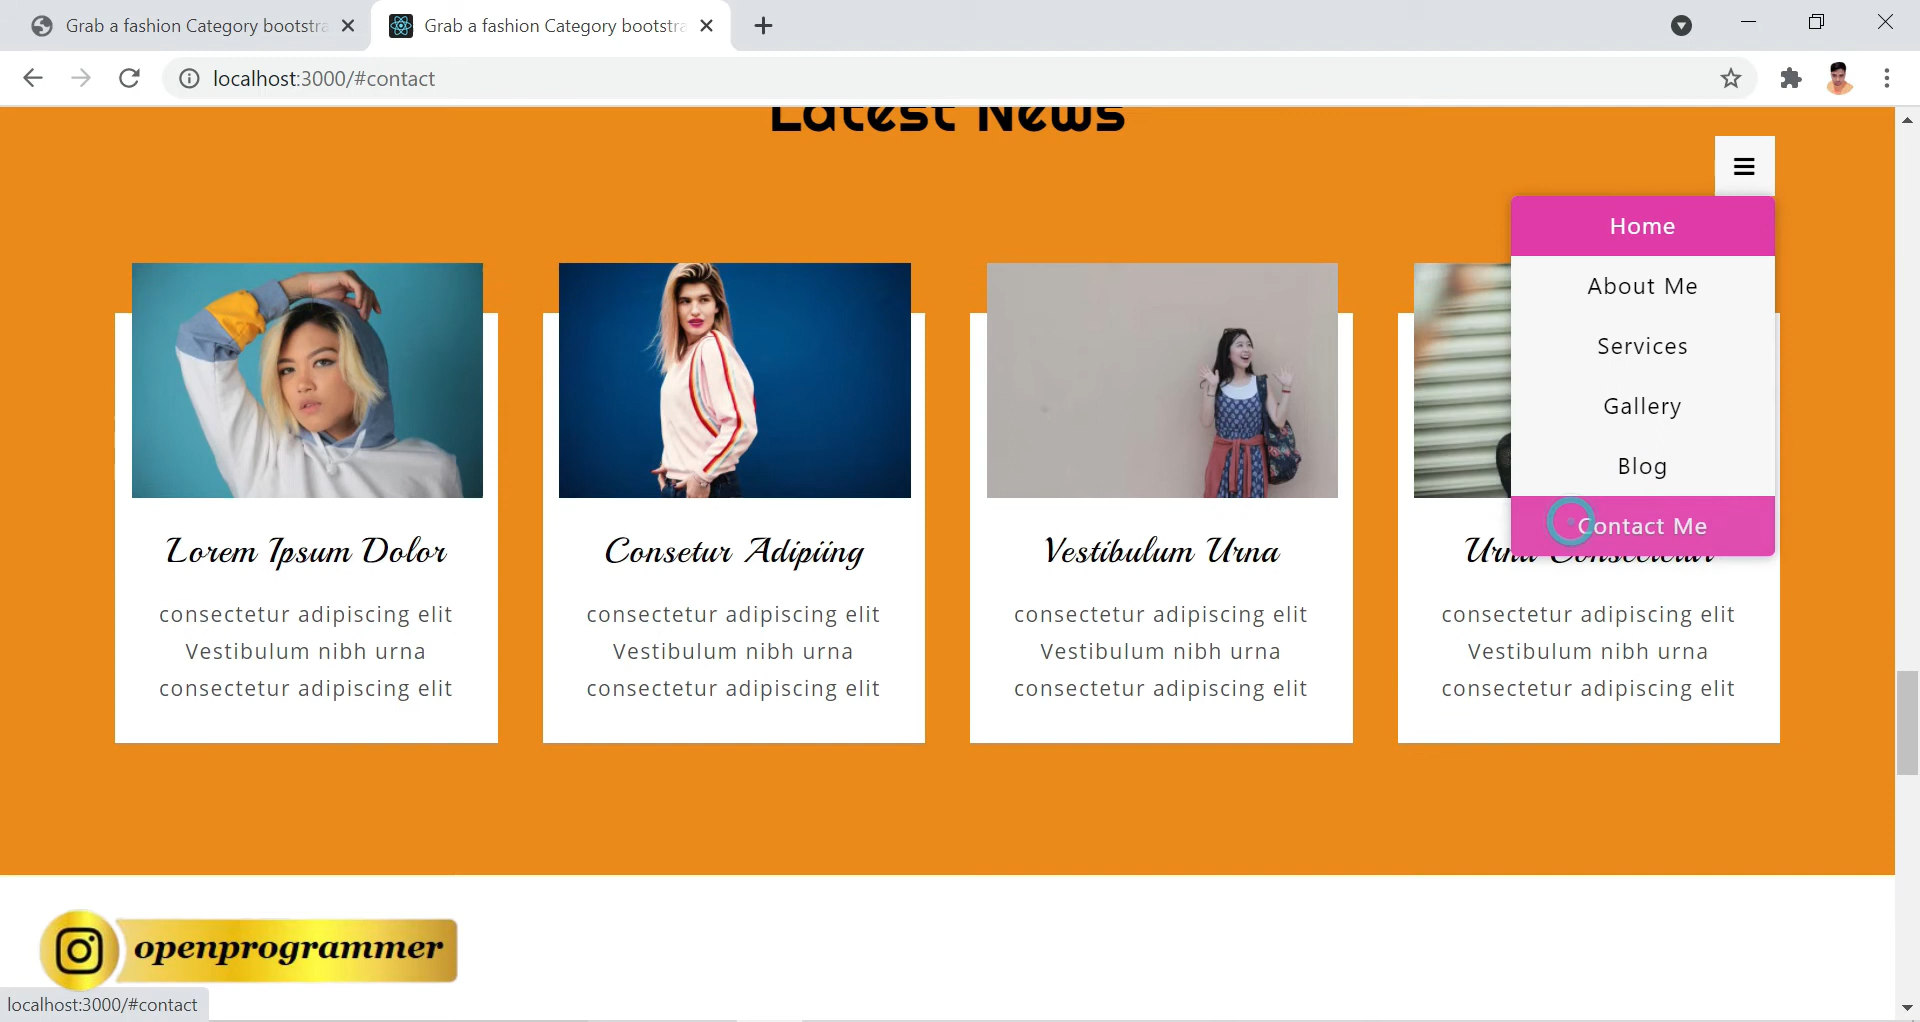 Grab a fashion Category bootstra
Grab a fashion Category bootstra
localhost:3000/#contact
Latest News
Home
About Me
Services
Gallery
Blog
Contact Me
Lorem Ipsum Dolor
Consetur Adipiing
Vestibulum Urna
Urna Consectetur
consectetur adipiscing elit
Vestibulum nibh urna
consectetur adipiscing elit
consectetur adipiscing elit
Vestibulum nibh urna
consectetur adipiscing elit
consectetur adipiscing elit
Vestibulum nibh urna
consectetur adipiscing elit
consectetur adipiscing elit
Vestibulum nibh urna
consectetur adipiscing elit
openprogrammer
localhost:3000/#contact